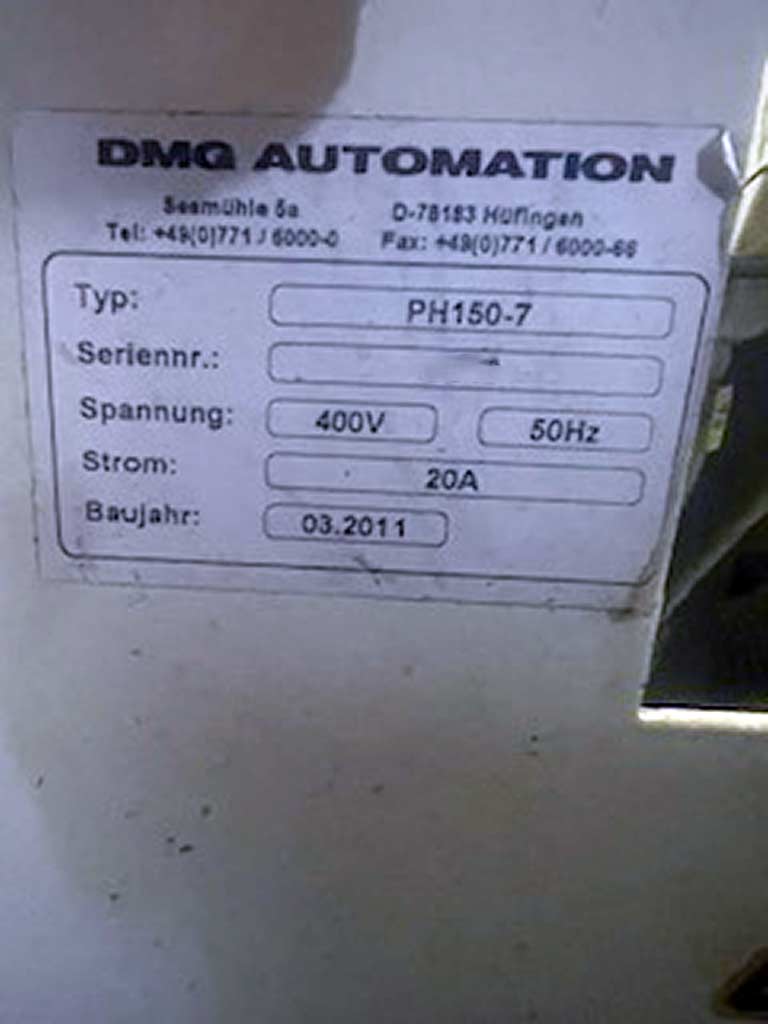 DMG AUTOMATION
Seemühle 5a D-78183 Hüfingen
Tel: +49(0)771 / 6000-0 Fax: +49(0)771 / 6000-66
Typ: PH150-7
Seriennr.:
Spannung: 400V 50Hz
Strom: 20A
Baujahr: 03.2011